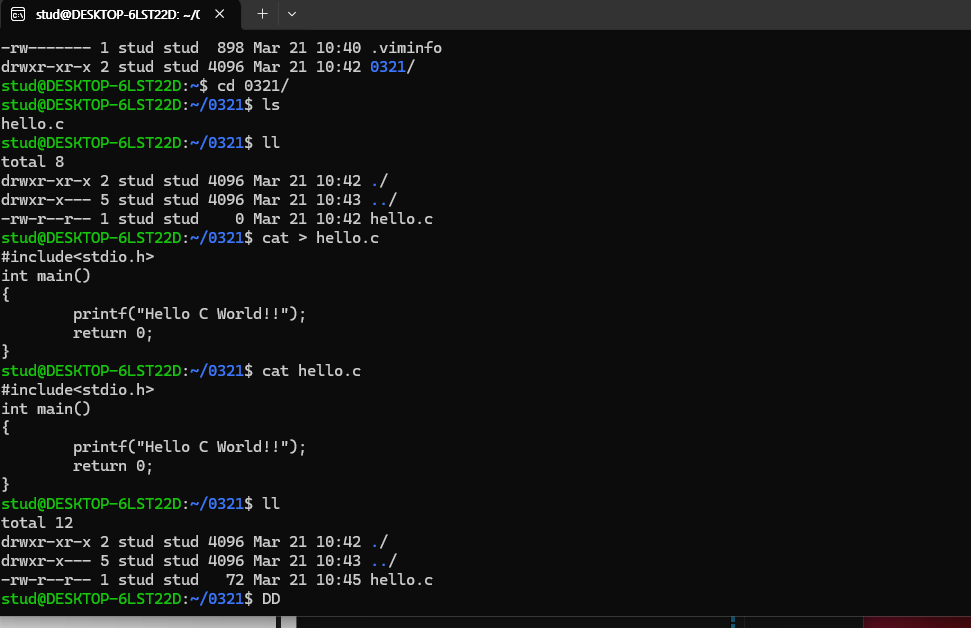 stud@DESKTOP-6LST22D: ~/0
-rw------- 1 stud stud  898 Mar 21 10:40 .viminfo
drwxr-xr-x 2 stud stud 4096 Mar 21 10:42 0321/
stud@DESKTOP-6LST22D:~$ cd 0321/
stud@DESKTOP-6LST22D:~/0321$ ls
hello.c
stud@DESKTOP-6LST22D:~/0321$ ll
total 8
drwxr-xr-x 2 stud stud 4096 Mar 21 10:42 ./
drwxr-x--- 5 stud stud 4096 Mar 21 10:43 ../
-rw-r--r-- 1 stud stud    0 Mar 21 10:42 hello.c
stud@DESKTOP-6LST22D:~/0321$ cat > hello.c
#include<stdio.h>
int main()
{
        printf("Hello C World!!");
        return 0;
}
stud@DESKTOP-6LST22D:~/0321$ cat hello.c
#include<stdio.h>
int main()
{
        printf("Hello C World!!");
        return 0;
}
stud@DESKTOP-6LST22D:~/0321$ ll
total 12
drwxr-xr-x 2 stud stud 4096 Mar 21 10:42 ./
drwxr-x--- 5 stud stud 4096 Mar 21 10:43 ../
-rw-r--r-- 1 stud stud   72 Mar 21 10:45 hello.c
stud@DESKTOP-6LST22D:~/0321$ DD